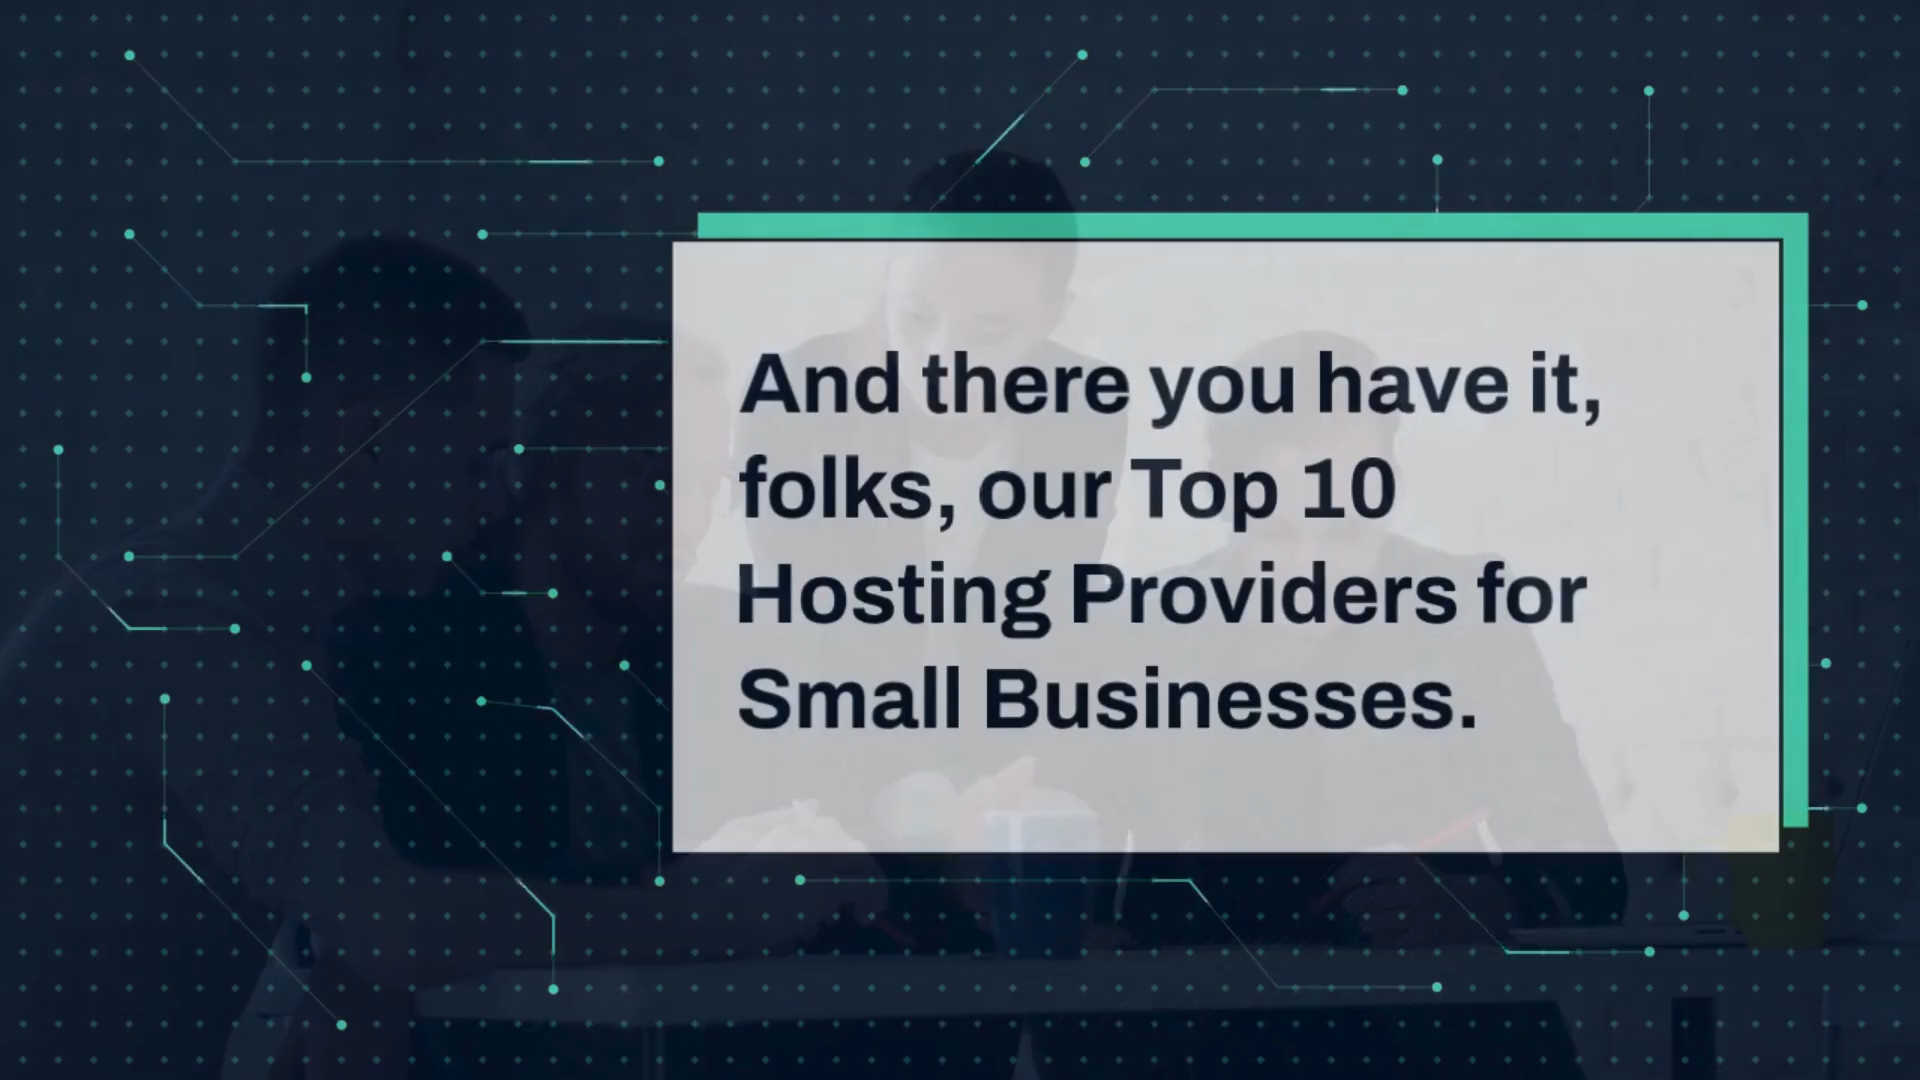 And there you have it,
folks, our Top 10
Hosting Providers for
Small Businesses.